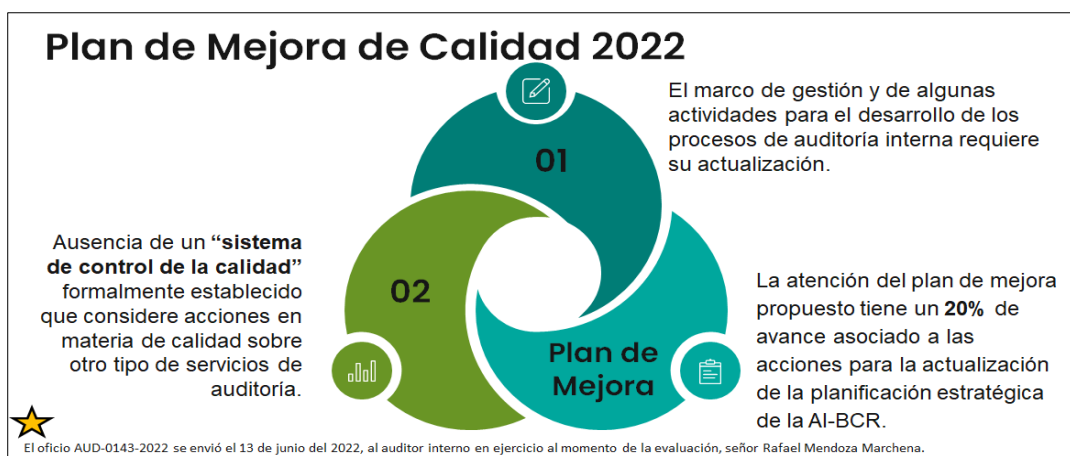 Plan de Mejora de Calidad 2022
01
El marco de gestión y de algunas
actividades para el desarrollo de los
procesos de auditoría interna requiere
su actualización.
02
Ausencia de un “sistema
de control de la calidad”
formalmente establecido
que considere acciones en
materia de calidad sobre
otro tipo de servicios de
auditoría.
Plan de
Mejora
La atención del plan de mejora
propuesto tiene un 20% de
avance asociado a las
acciones para la actualización
de la planificación estratégica
de la AI-BCR.
El oficio AUD-0143-2022 se envió el 13 de junio del 2022, al auditor interno en ejercicio al momento de la evaluación, señor Rafael Mendoza Marchena.